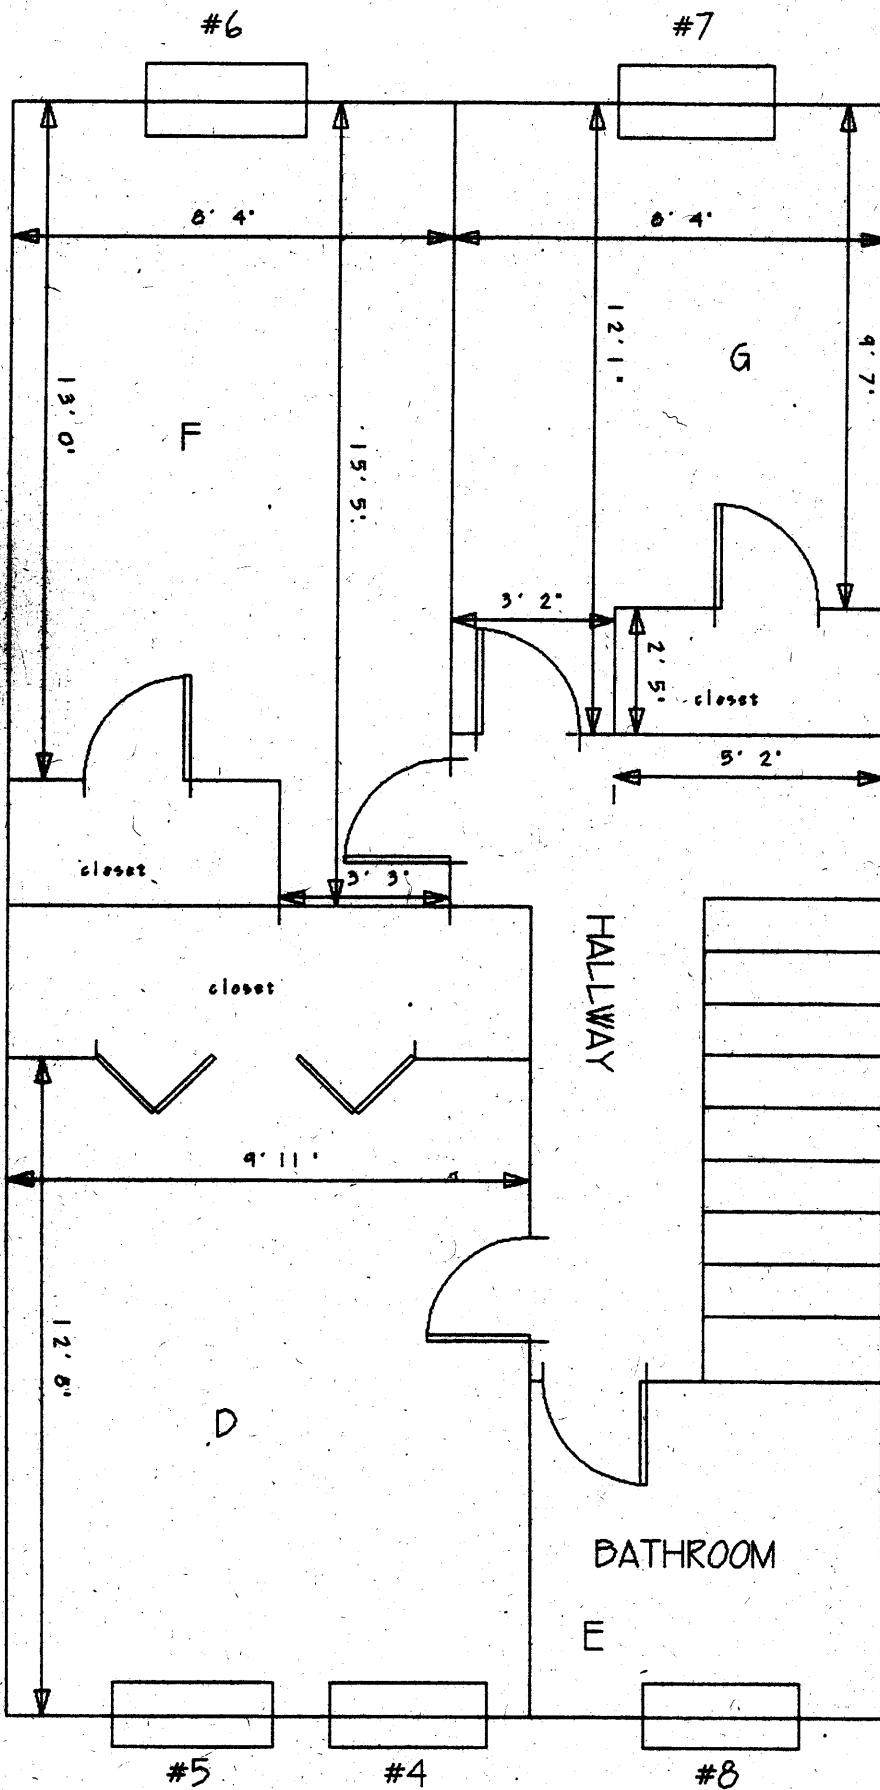 #6
#7
8' 4"
8' 4"
12' 1"
G
9' 7"
13' 0"
F
15' 5"
3' 2"
2' 5"
closet
5' 2"
closet
3' 3"
HALLWAY
closet
9' 11"
12' 8"
D
BATHROOM
E
#5
#4
#8